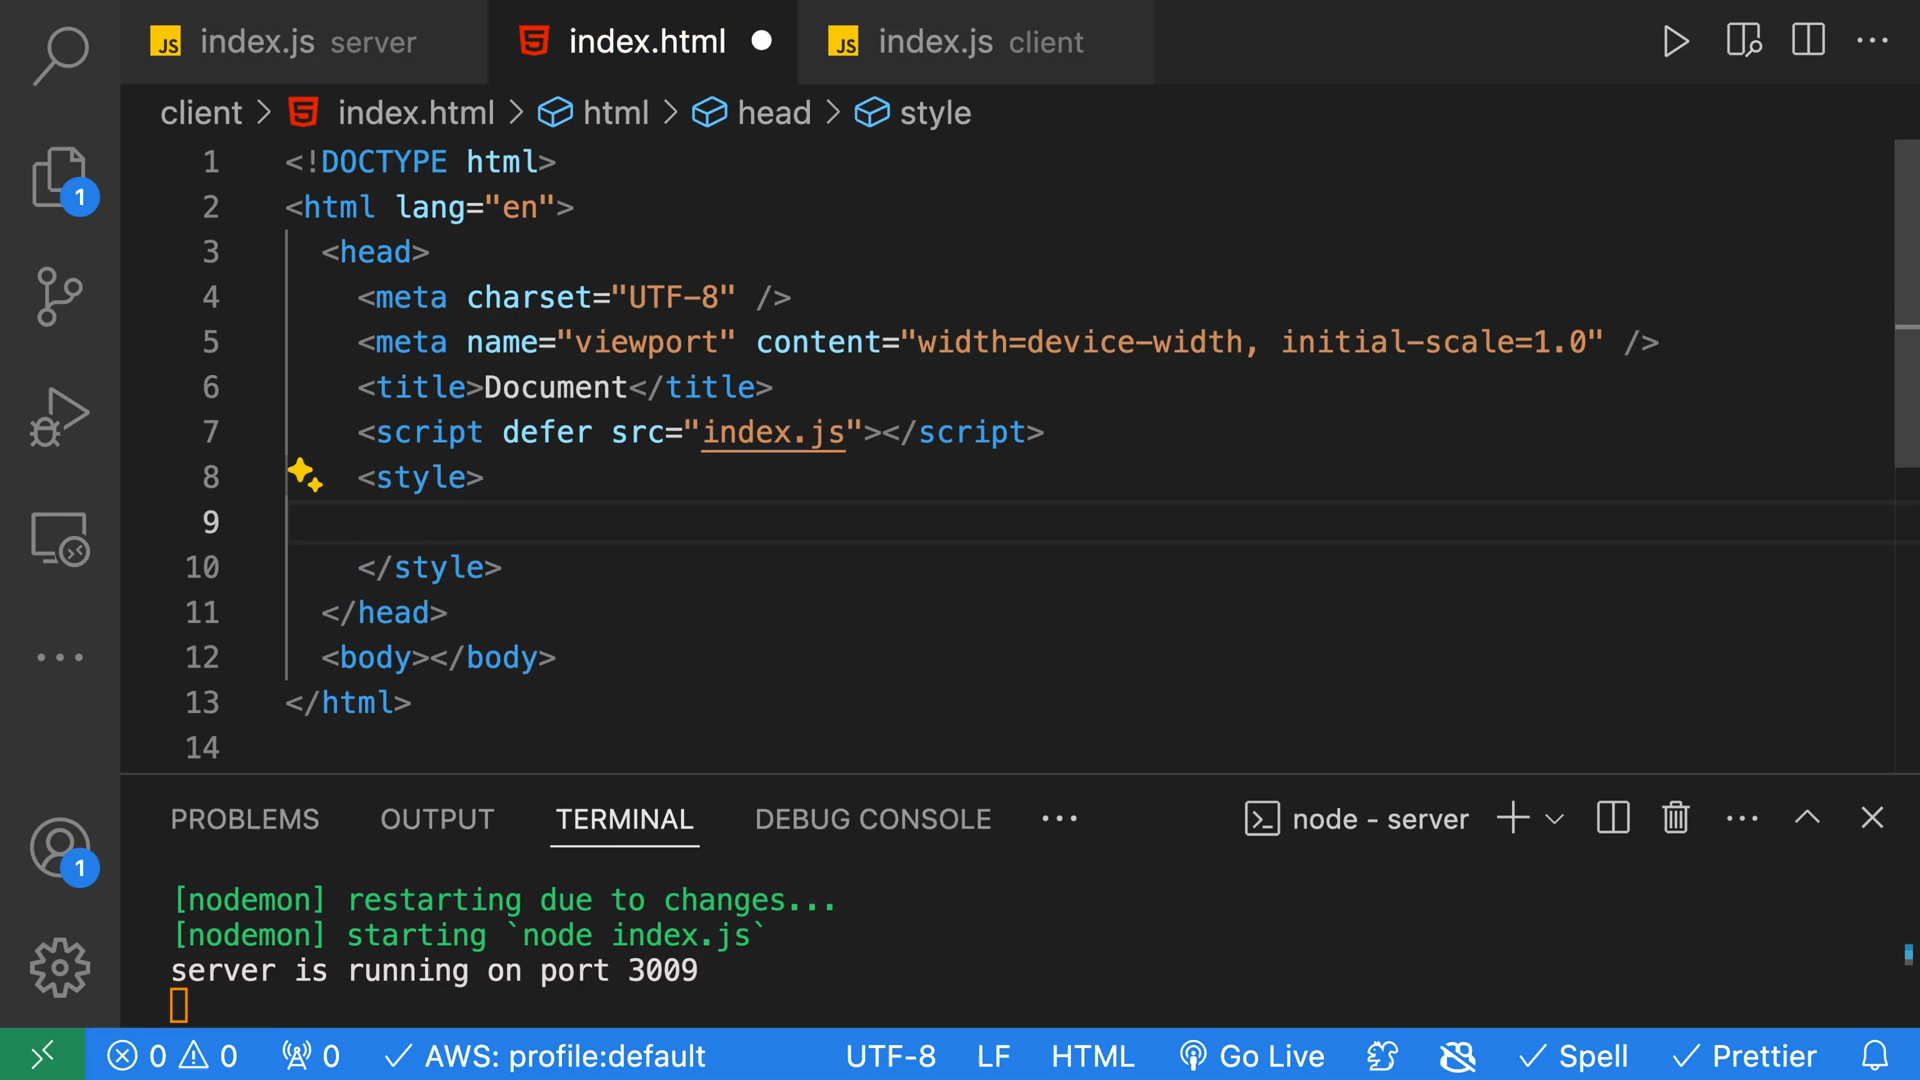 JS index.js server
index.html
JS index.js client
client > index.html > html > head > style
1 <!DOCTYPE html>
2 <html lang="en">
3 <head>
4 <meta charset="UTF-8" />
5 <meta name="viewport" content="width=device-width, initial-scale=1.0" />
6 <title>Document</title>
7 <script defer src="index.js"></script>
8 <style>
9
10 </style>
11 </head>
12 <body></body>
13 </html>
14
1
1
PROBLEMS OUTPUT TERMINAL DEBUG CONSOLE ··· node - server
[nodemon] restarting due to changes...
[nodemon] starting `node index.js`
server is running on port 3009
0 0 0 AWS: profile:default UTF-8 LF HTML Go Live Spell Prettier